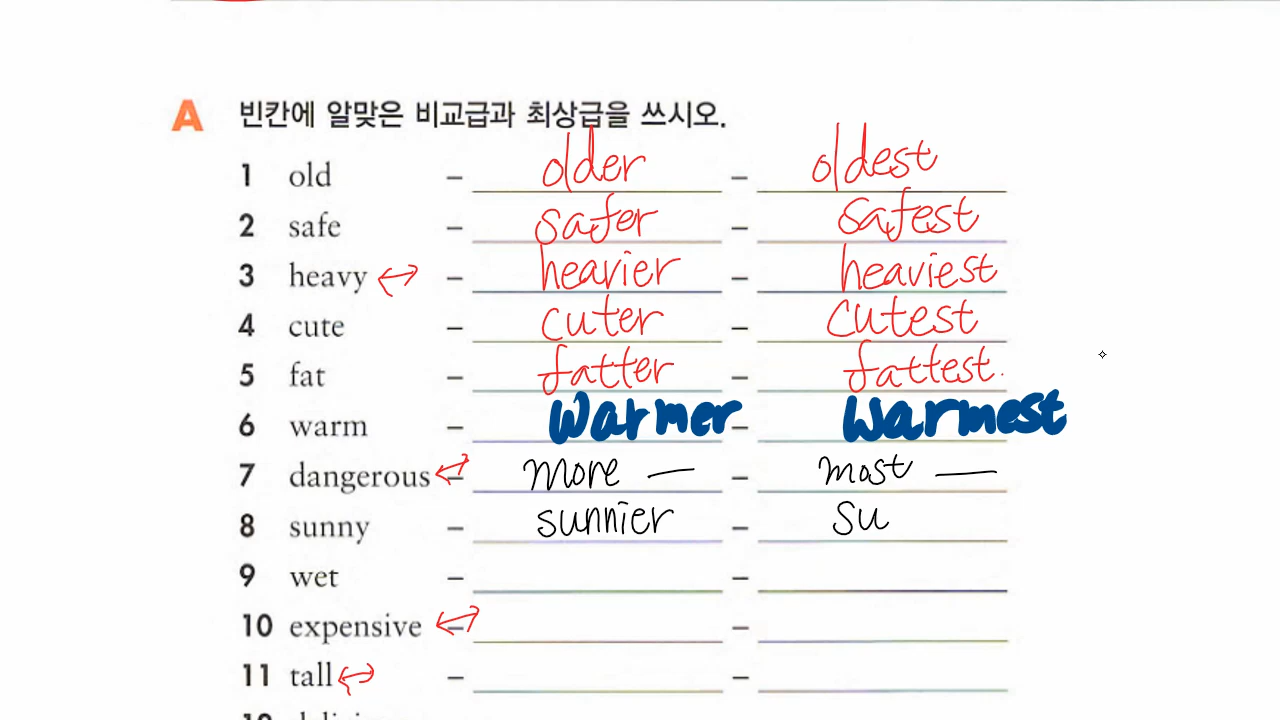 A 빈칸에 알맞은 비교급과 최상급을 쓰시오.
1 old - older - oldest
2 safe - safer - safest
3 heavy ↔ - heavier - heaviest
4 cute - cuter - cutest
5 fat - fatter - fattest.
6 warm - warmer - warmest
7 dangerous ↔ - more — - most —
8 sunny - sunnier - su
9 wet - -
10 expensive ↔ - -
11 tall ↔ - -